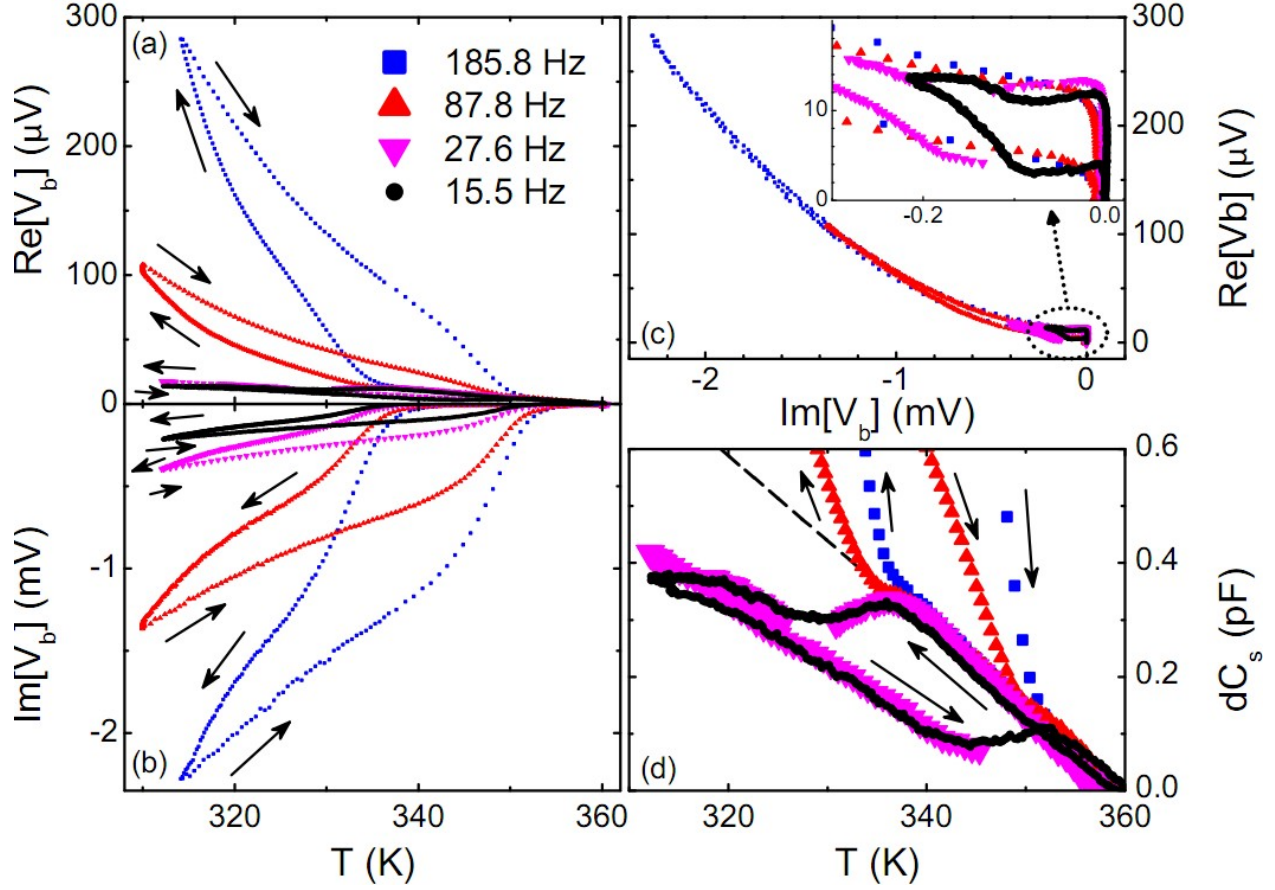 300
(a)
185.8 Hz
87.8 Hz
27.6 Hz
15.5 Hz
200
100
0
Re[V_b] (μV)
-1
-2
(b)
Im[V_b] (mV)
320
340
360
T (K)
(c)
10
0
-0.2
0.0
300
200
100
0
Re[Vb] (μV)
-2
-1
0
Im[V_b] (mV)
0.6
0.4
0.2
0.0
dC_s (pF)
(d)
320
340
360
T (K)